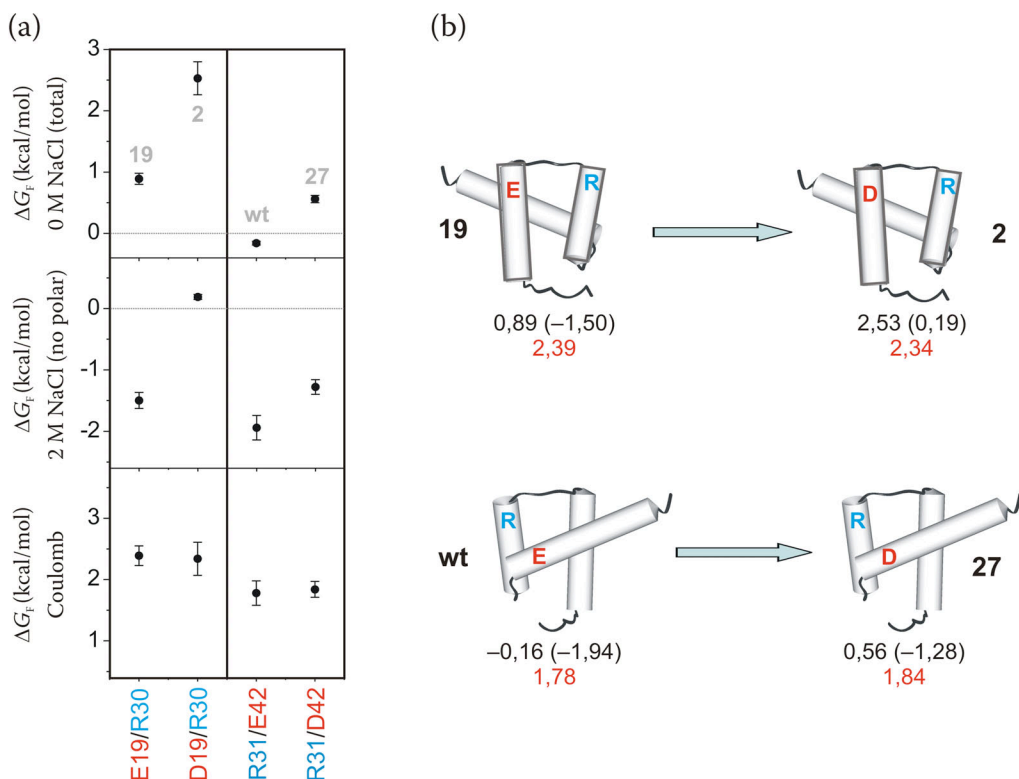 (a)
ΔG_F (kcal/mol)
0 M NaCl (total)
3
2
1
0
19
2
wt
27
ΔG_F (kcal/mol)
2 M NaCl (no polar)
0
-1
-2
ΔG_F (kcal/mol)
Coulomb
3
2
1
E19/R30
D19/R30
R31/E42
R31/D42
(b)
19
E
R
0,89 (–1,50)
2,39
D
R
2
2,53 (0,19)
2,34
wt
R
E
–0,16 (–1,94)
1,78
R
D
27
0,56 (–1,28)
1,84